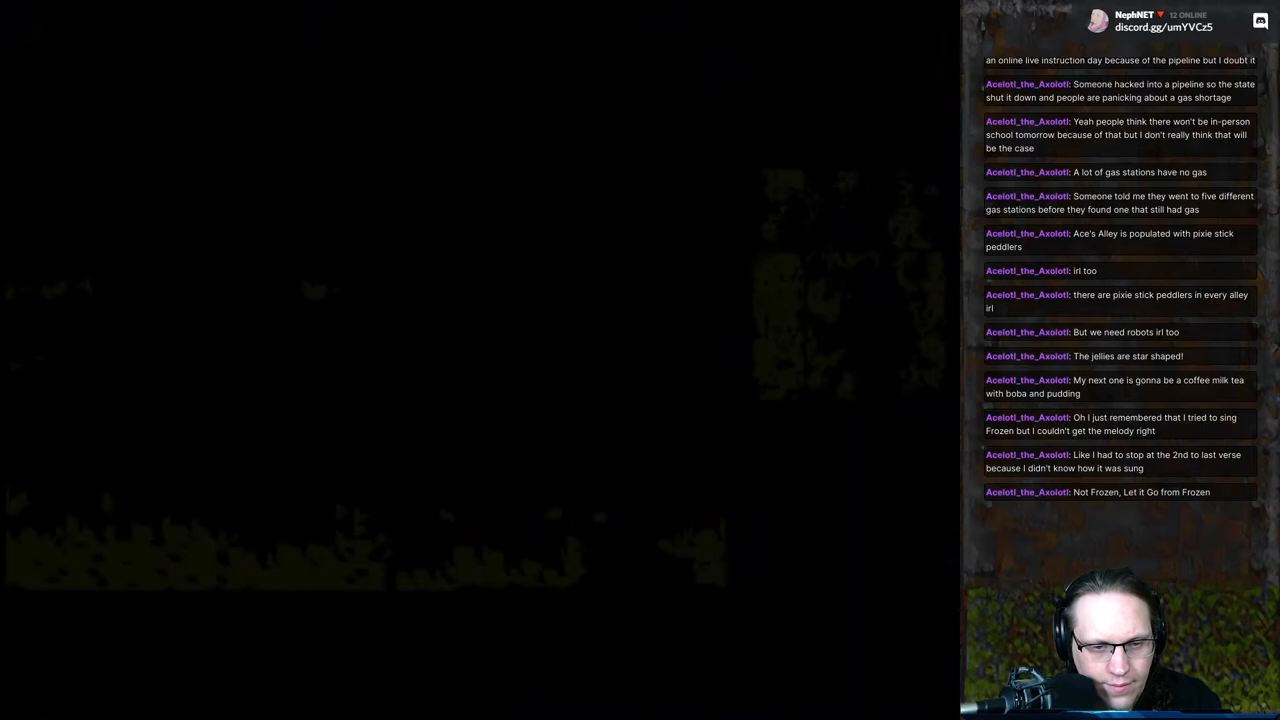 NephNET 12 ONLINE
discord.gg/umYVCz5
an online live instruction day because of the pipeline but I doubt it
Acelotl_the_Axolotl: Someone hacked into a pipeline so the state
shut it down and people are panicking about a gas shortage
Acelotl_the_Axolotl: Yeah people think there won't be in-person
school tomorrow because of that but I don't really think that will
be the case
Acelotl_the_Axolotl: A lot of gas stations have no gas
Acelotl_the_Axolotl: Someone told me they went to five different
gas stations before they found one that still had gas
Acelotl_the_Axolotl: Ace's Alley is populated with pixie stick
peddlers
Acelotl_the_Axolotl: irl too
Acelotl_the_Axolotl: there are pixie stick peddlers in every alley
irl
Acelotl_the_Axolotl: But we need robots irl too
Acelotl_the_Axolotl: The jellies are star shaped!
Acelotl_the_Axolotl: My next one is gonna be a coffee milk tea
with boba and pudding
Acelotl_the_Axolotl: Oh I just remembered that I tried to sing
Frozen but I couldn't get the melody right
Acelotl_the_Axolotl: Like I had to stop at the 2nd to last verse
because I didn't know how it was sung
Acelotl_the_Axolotl: Not Frozen, Let it Go from Frozen